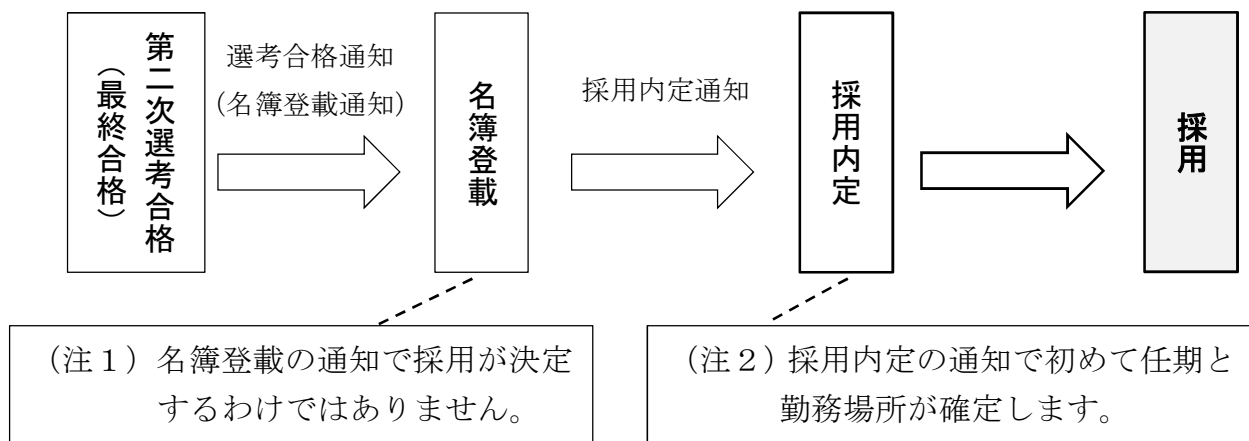 第二次選考合格
（最終合格）
選考合格通知
（名簿登載通知）
名簿登載
採用内定通知
採用内定
採用
（注１）名簿登載の通知で採用が決定
するわけではありません。
（注２）採用内定の通知で初めて任期と
勤務場所が確定します。